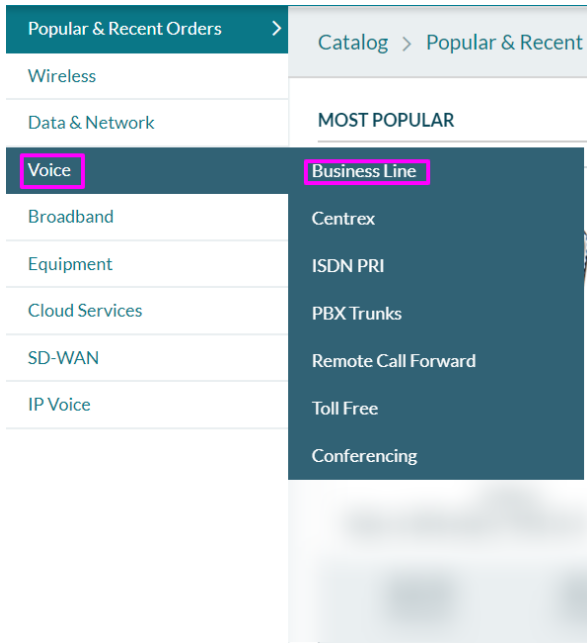 Popular & Recent Orders
Wireless
Data & Network
Voice
Broadband
Equipment
Cloud Services
SD-WAN
IP Voice
Catalog > Popular & Recent
MOST POPULAR
Business Line
Centrex
ISDN PRI
PBX Trunks
Remote Call Forward
Toll Free
Conferencing